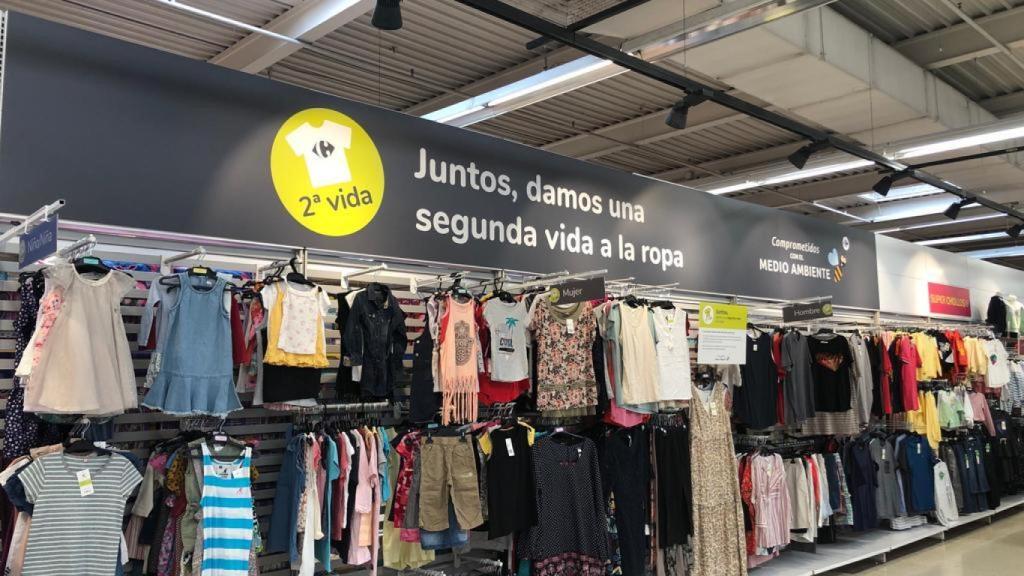 2ª vida
Juntos, damos una
segunda vida a la ropa
Comprometidos
CON EL
MEDIO AMBIENTE
Niño/Niña
Mujer
Juntos,
Hombre
SUPER CHOLLOS